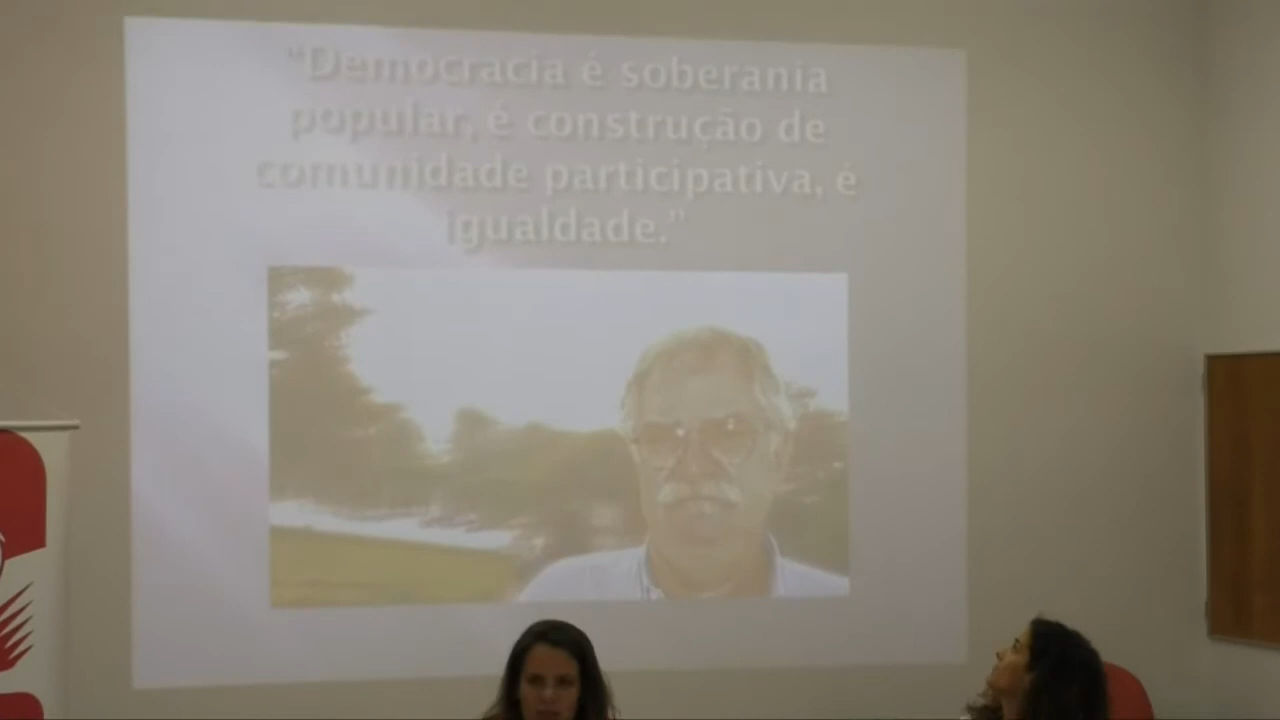 “Democracia é soberania
popular, é construção de
comunidade participativa, é
igualdade.”